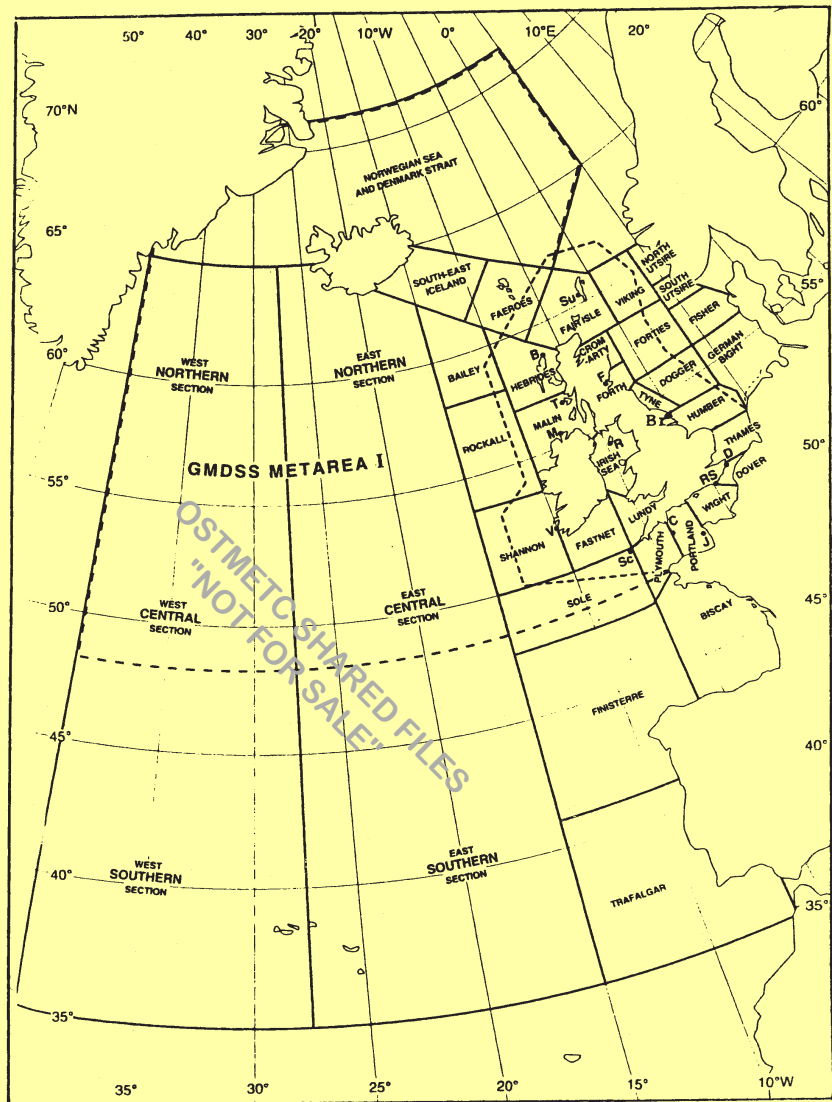 50° 40° 30° 20° 10°W 0° 10°E 20°
70°N
60°
NORWEGIAN SEA
AND DENMARK STRAIT
65°
NORTH
UTSIRE
SOUTH-EAST
ICELAND
FAEROES
Su
VIKING
SOUTH
UTSIRE
55°
FAIR ISLE
FISHER
FORTIES
60°
WEST
NORTHERN
SECTION
EAST
NORTHERN
SECTION
BAILEY
B
HEBRIDES
CROM
ARTY
GERMAN
BIGHT
DOGGER
F
FORTH
TYNE
T
HUMBER
MALIN
M
Br
ROCKALL
THAMES
R
IRISH
SEA
50°
55°
GMDSS METAREA I
D
DOVER
RS
WIGHT
LUNDY
V
SHANNON
FASTNET
C
J
Sc
PLYMOUTH
PORTLAND
50°
WEST
CENTRAL
SECTION
EAST
CENTRAL
SECTION
SOLE
BISCAY
45°
OSTMETC SHARED FILES
"NOT FOR SALE"
FINISTERRE
45°
40°
WEST
SOUTHERN
SECTION
EAST
SOUTHERN
SECTION
40°
TRAFALGAR
35°
35°
35° 30° 25° 20° 15° 10°W